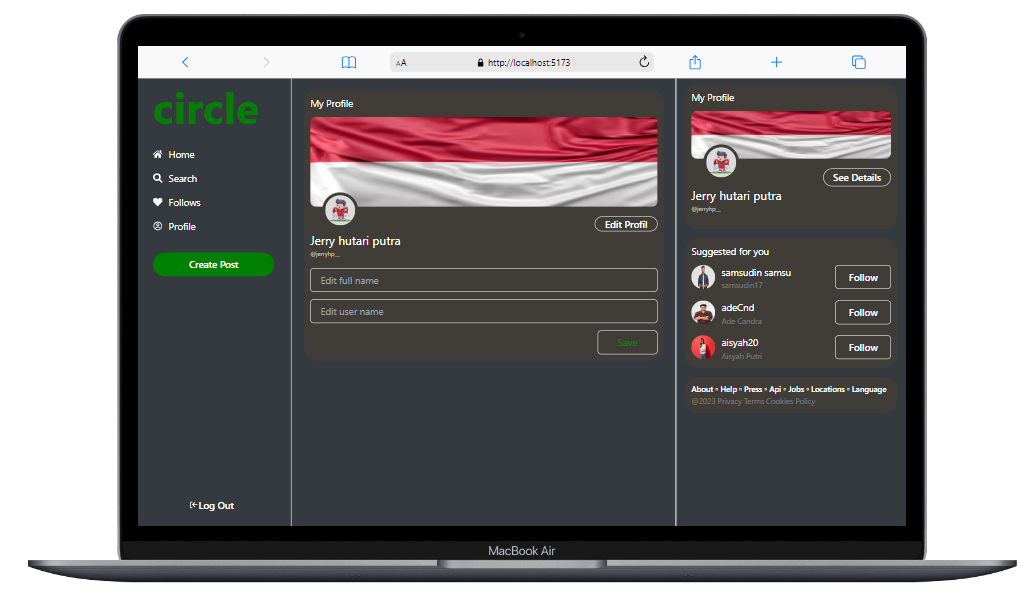 AA http://localhost:5173
circle
Home
Search
Follows
Profile
Create Post
Log Out
My Profile
Edit Profil
Jerry hutari putra
@jerryhp__
Edit full name
Edit user name
Save
My Profile
See Details
Jerry hutari putra
@jerryhp__
Suggested for you
samsudin samsu
samsudin17
Follow
adeCnd
Ade Candra
Follow
aisyah20
Aisyah Putri
Follow
About • Help • Press • Api • Jobs • Locations • Language
@2023 Privacy Terms Cookies Policy
MacBook Air